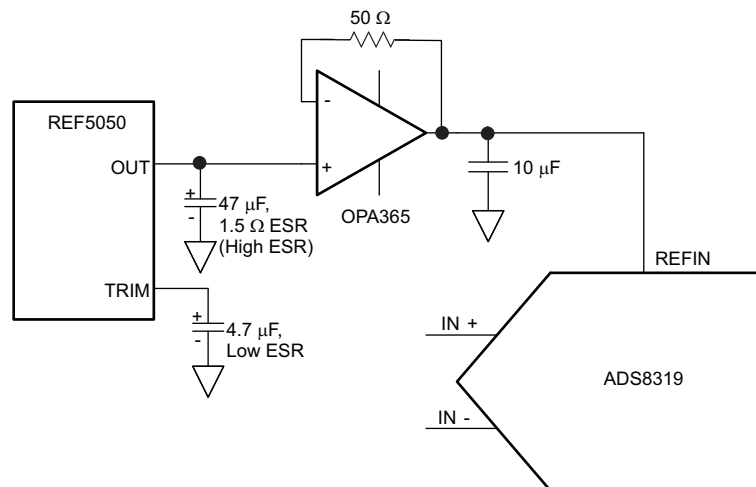 50 Ω
REF5050
OUT
-
+
+
-
47 μF,
1.5 Ω ESR
(High ESR)
OPA365
10 μF
REFIN
TRIM
+
-
4.7 μF,
Low ESR
IN +
ADS8319
IN -